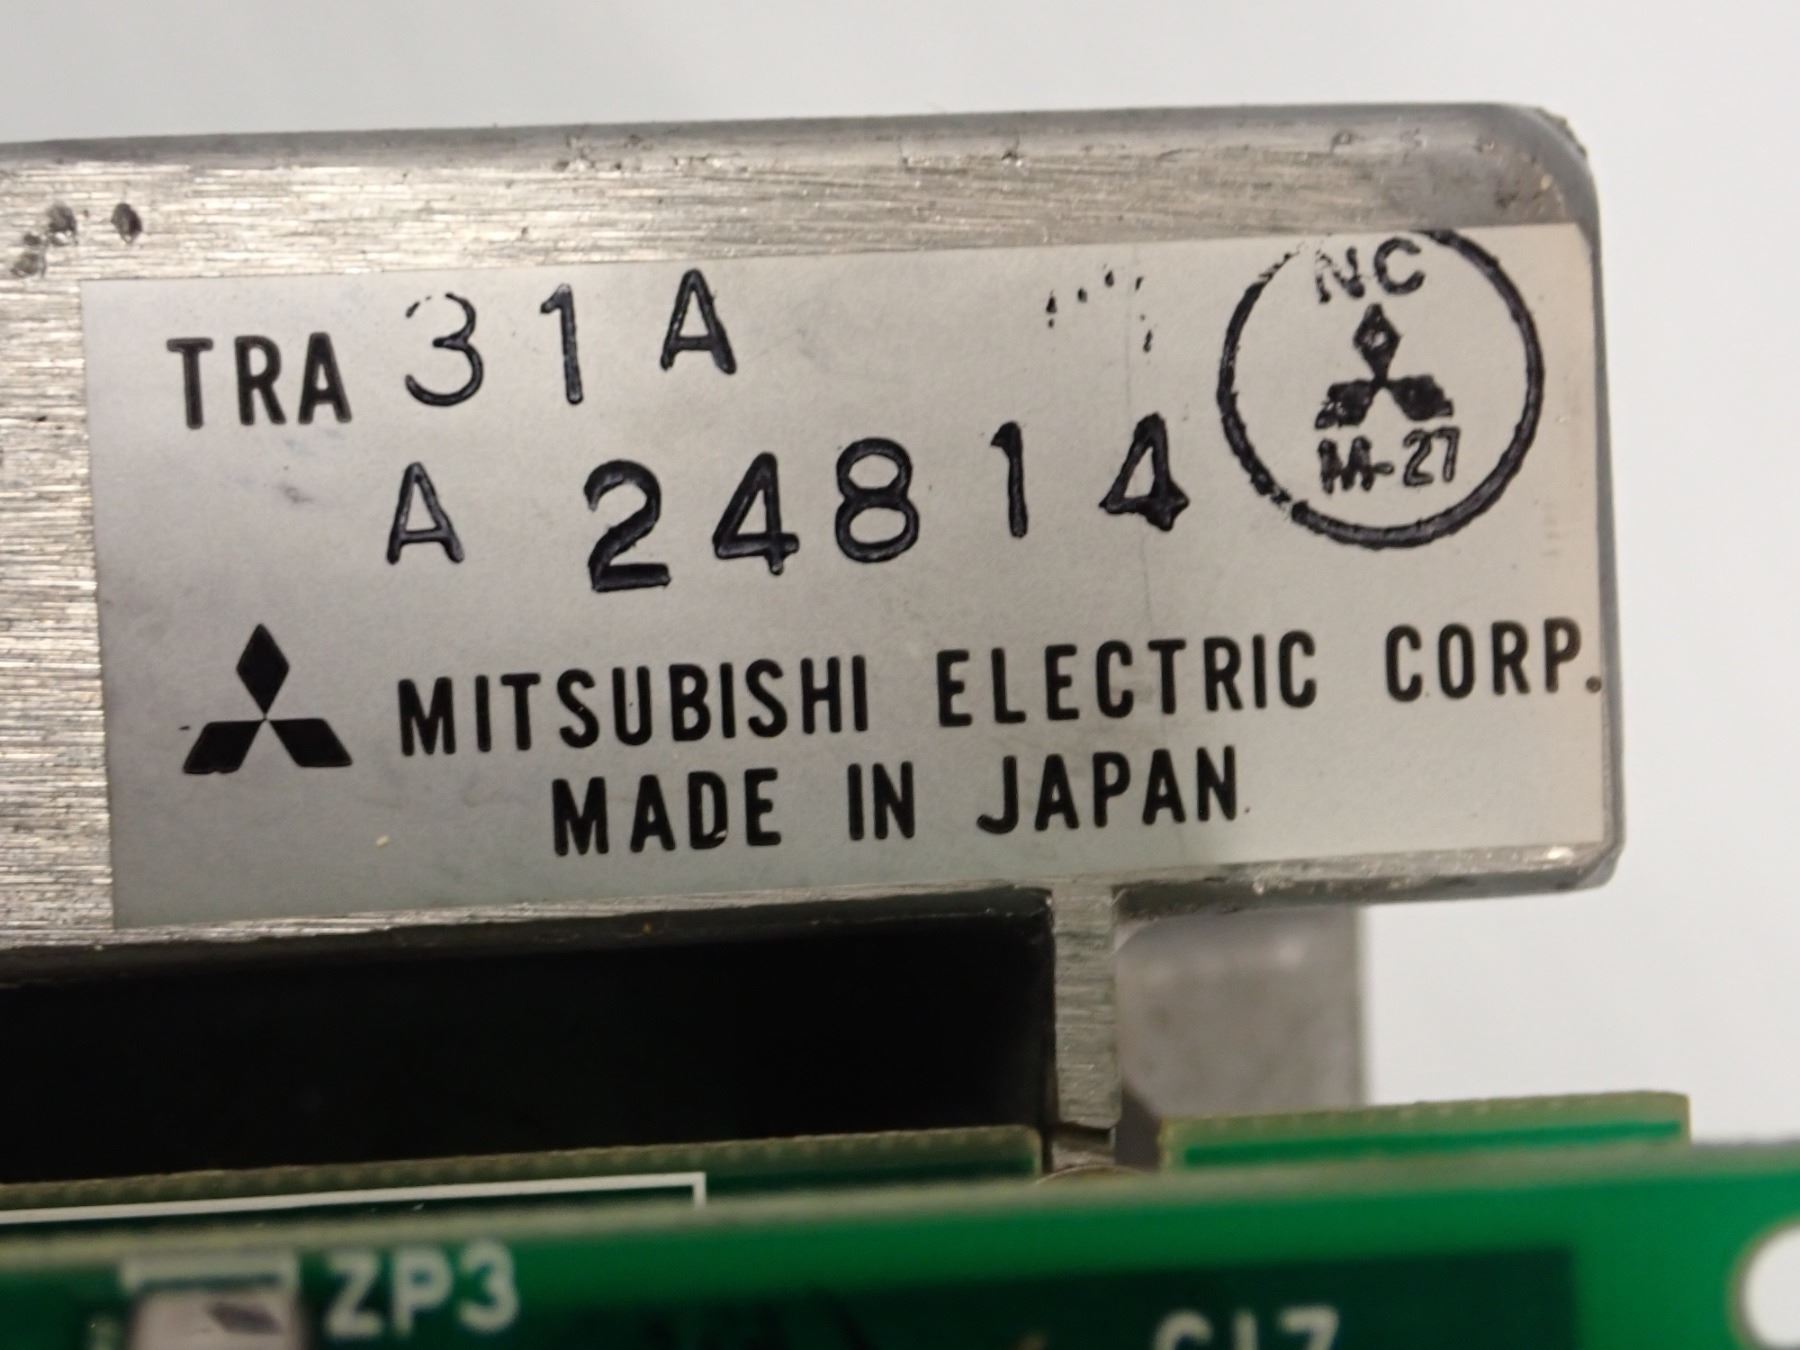 TRA 31A
NC
M-27
A 24814
MITSUBISHI ELECTRIC CORP.
MADE IN JAPAN
ZP3